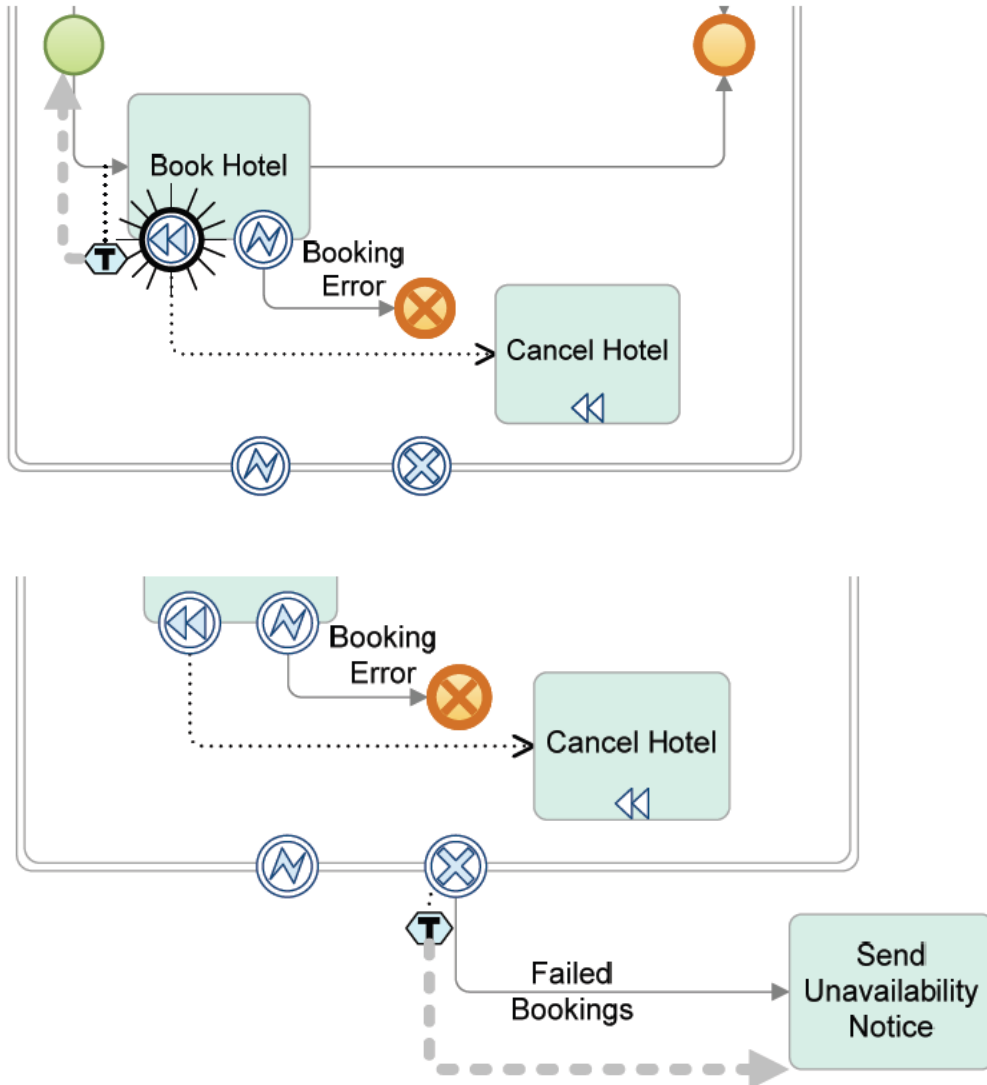 Book Hotel
T
Booking
Error
Cancel Hotel
Booking
Error
Cancel Hotel
T
Failed
Bookings
Send
Unavailability
Notice